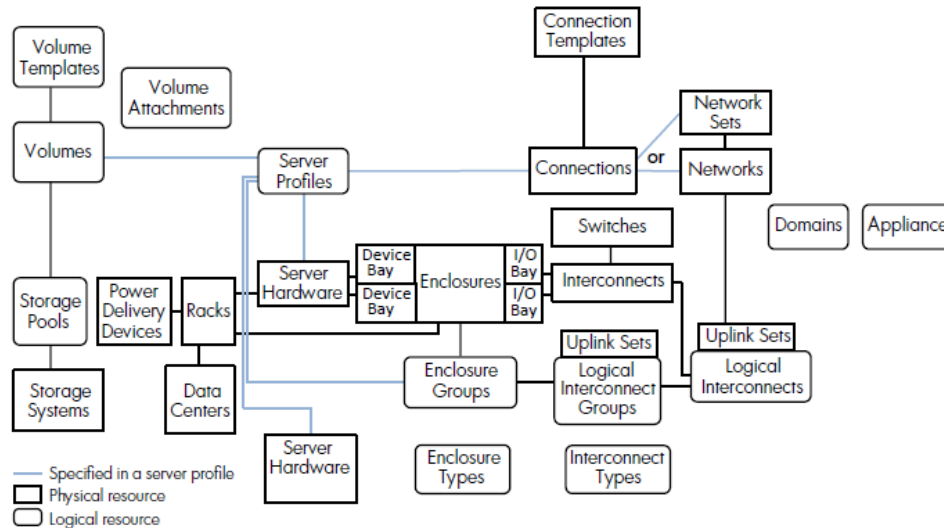 Volume
Templates
Volume
Attachments
Connection
Templates
Network
Sets
Volumes
Server
Profiles
Connections
or
Networks
Switches
Domains
Appliance
Storage
Pools
Power
Delivery
Devices
Racks
Server
Hardware
Device
Bay
Device
Bay
Enclosures
I/O
Bay
I/O
Bay
Interconnects
Storage
Systems
Data
Centers
Enclosure
Groups
Uplink Sets
Logical
Interconnect
Groups
Uplink Sets
Logical
Interconnects
Server
Hardware
Enclosure
Types
Interconnect
Types
Specified in a server profile
Physical resource
Logical resource